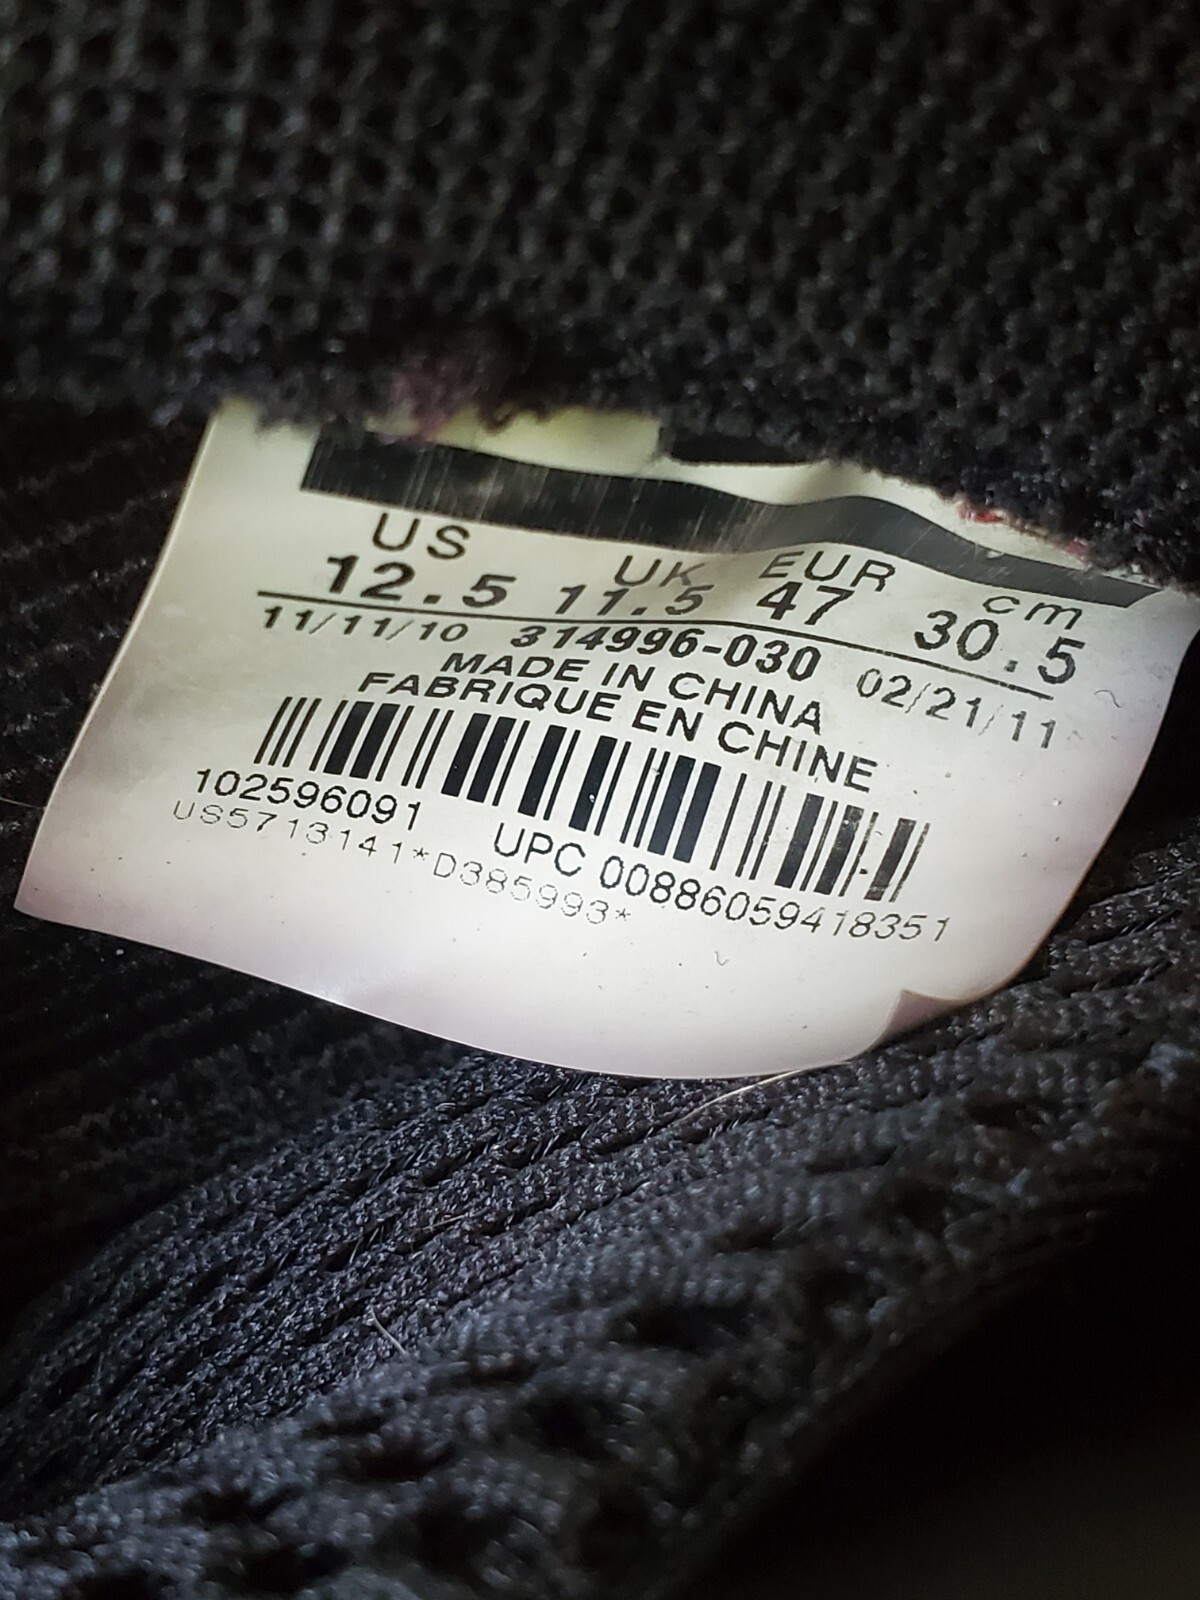 US UK EUR cm
12.5 11.5 47 30.5
11/11/10 314996-030 02/21/11
MADE IN CHINA
FABRIQUE EN CHINE
102596091 UPC 00886059418351
US5713141*D385993*